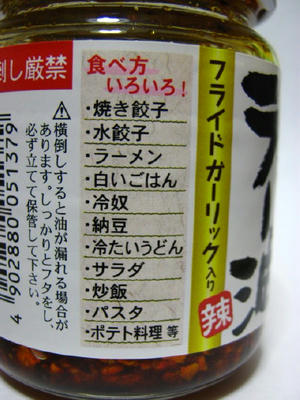 倒し厳禁
食べ方
いろいろ！
・焼き餃子
・水餃子
・ラーメン
・白いごはん
・冷奴
・納豆
・冷たいうどん
・サラダ
・炒飯
・パスタ
・ポテト料理 等
横倒しすると油が漏れる場合が
あります。しっかりとフタをし、
必ず立てて保管して下さい。
4902880051379
フライドガーリック入り
ラー油
辣